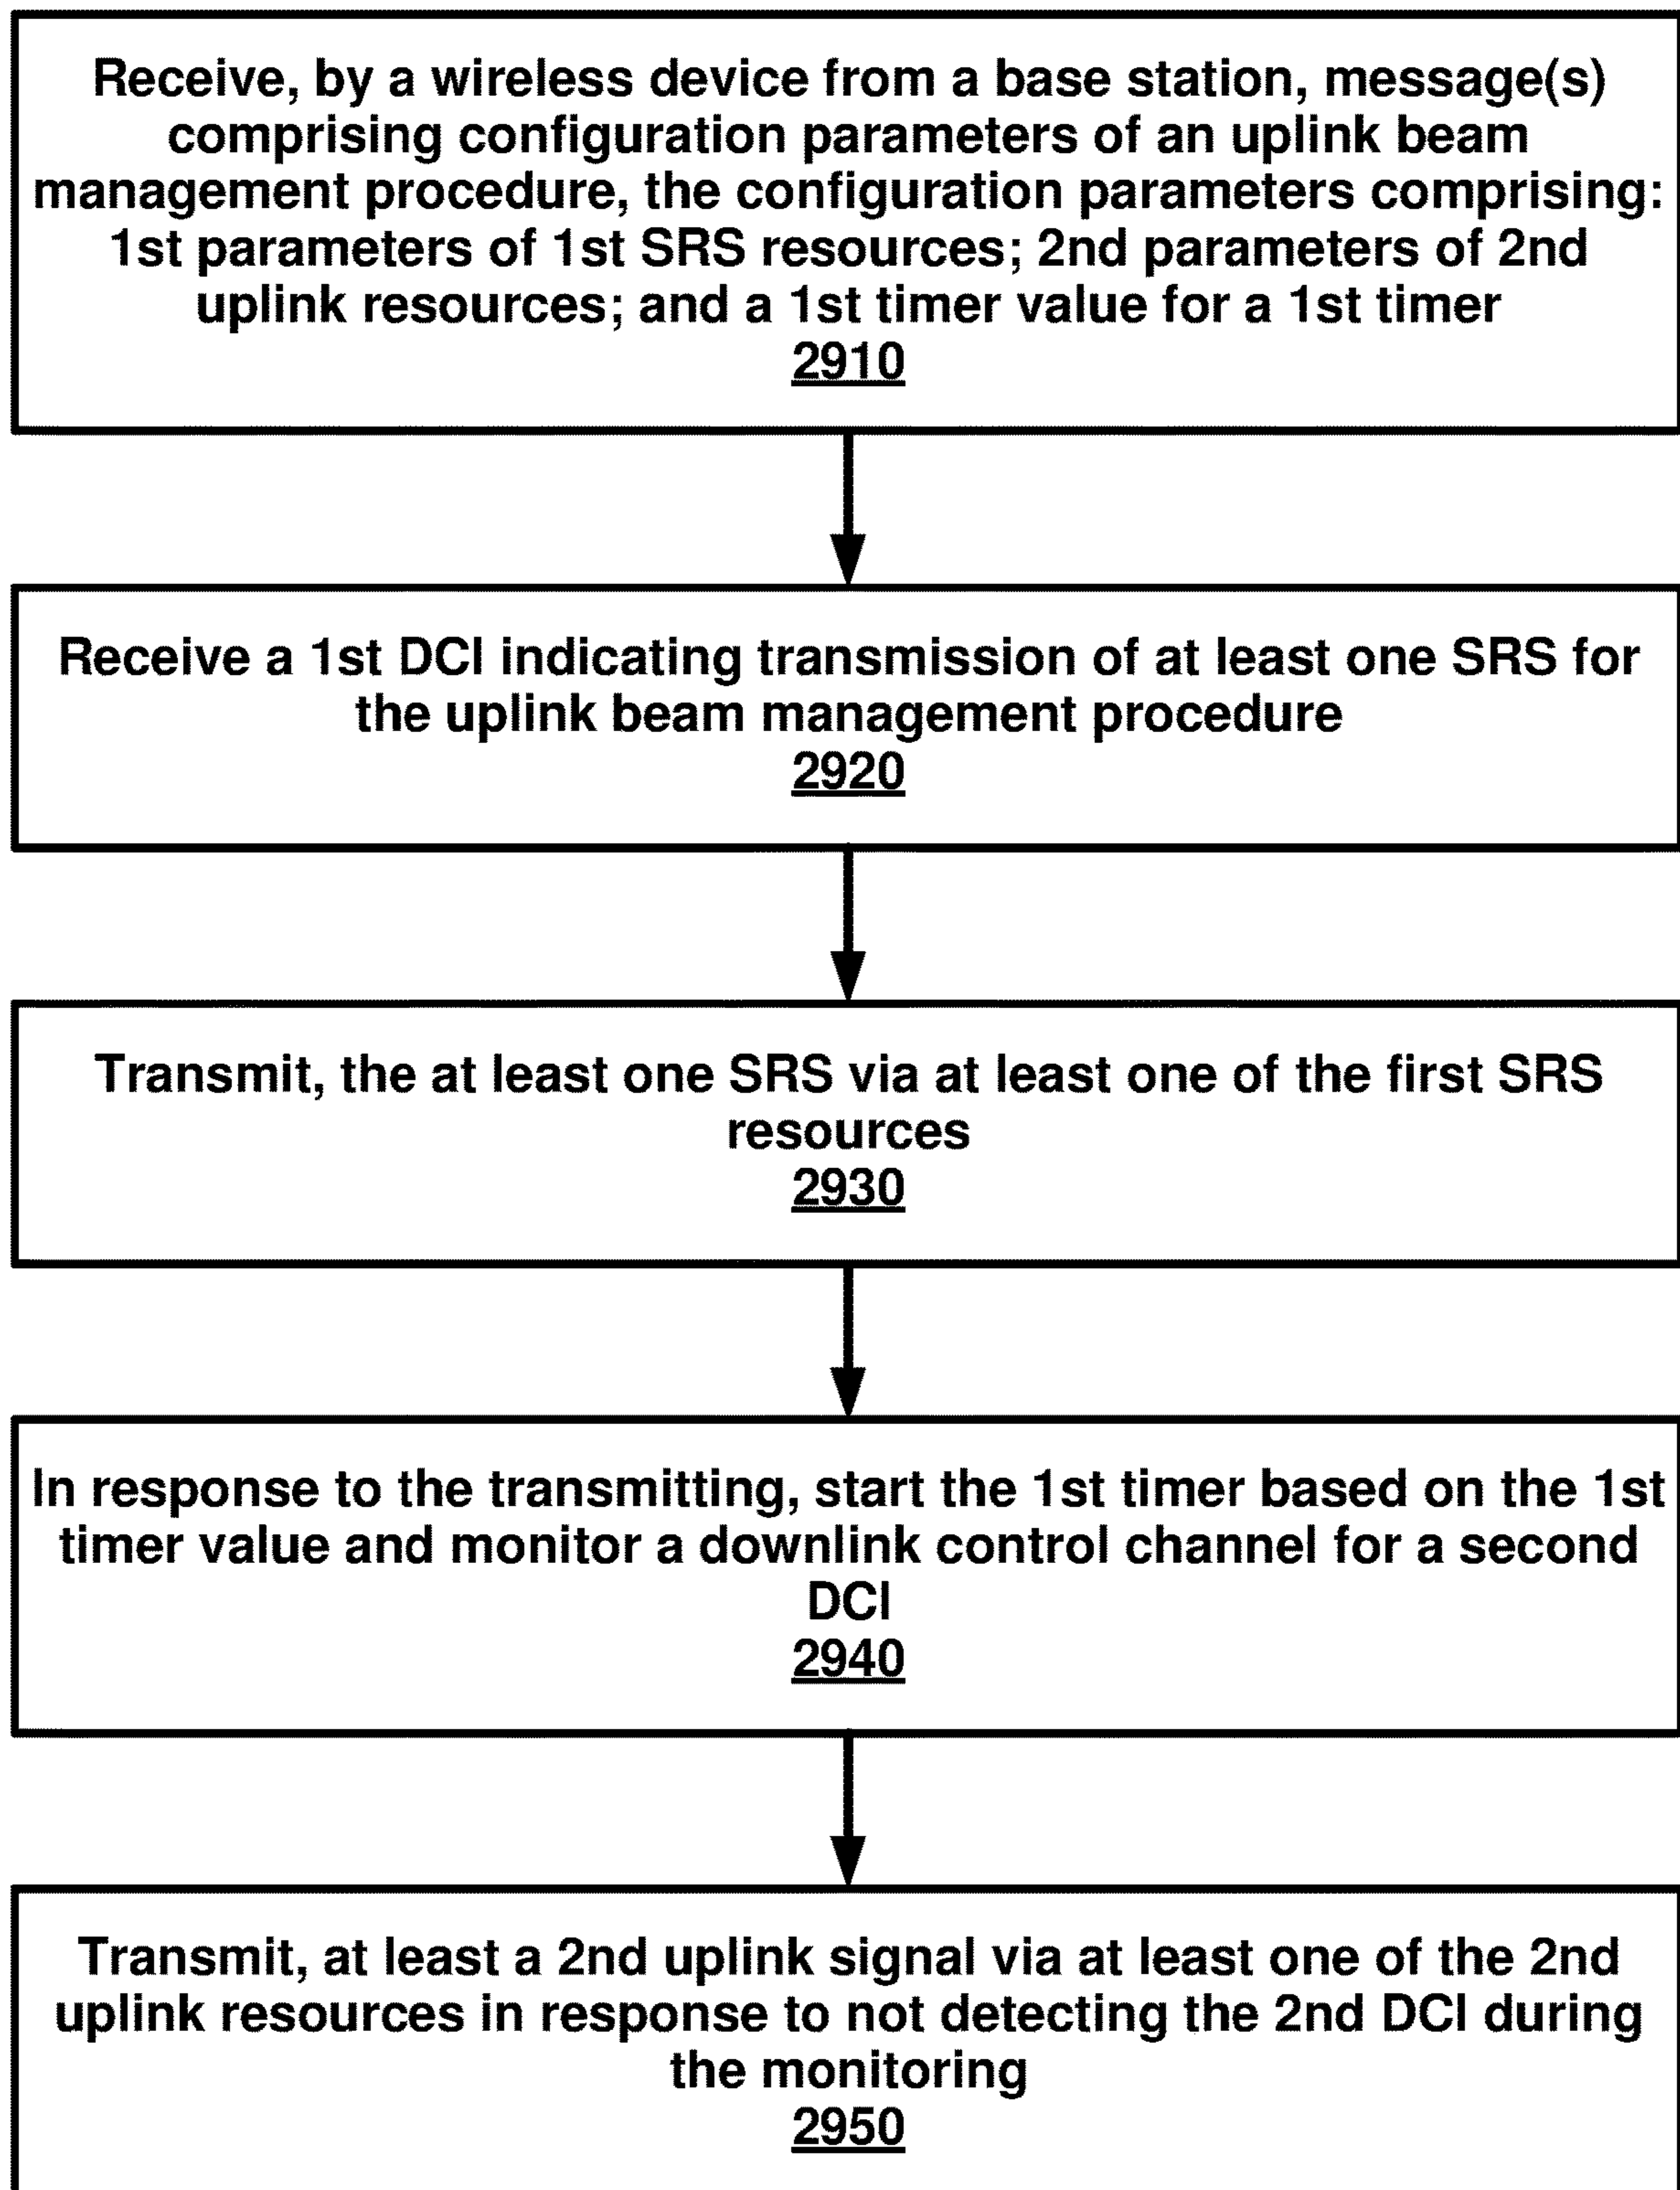 Receive, by a wireless device from a base station, message(s)
comprising configuration parameters of an uplink beam
management procedure, the configuration parameters comprising:
1st parameters of 1st SRS resources; 2nd parameters of 2nd
uplink resources; and a 1st timer value for a 1st timer
2910
Receive a 1st DCI indicating transmission of at least one SRS for
the uplink beam management procedure
2920
Transmit, the at least one SRS via at least one of the first SRS
resources
2930
In response to the transmitting, start the 1st timer based on the 1st
timer value and monitor a downlink control channel for a second
DCI
2940
Transmit, at least a 2nd uplink signal via at least one of the 2nd
uplink resources in response to not detecting the 2nd DCI during
the monitoring
2950